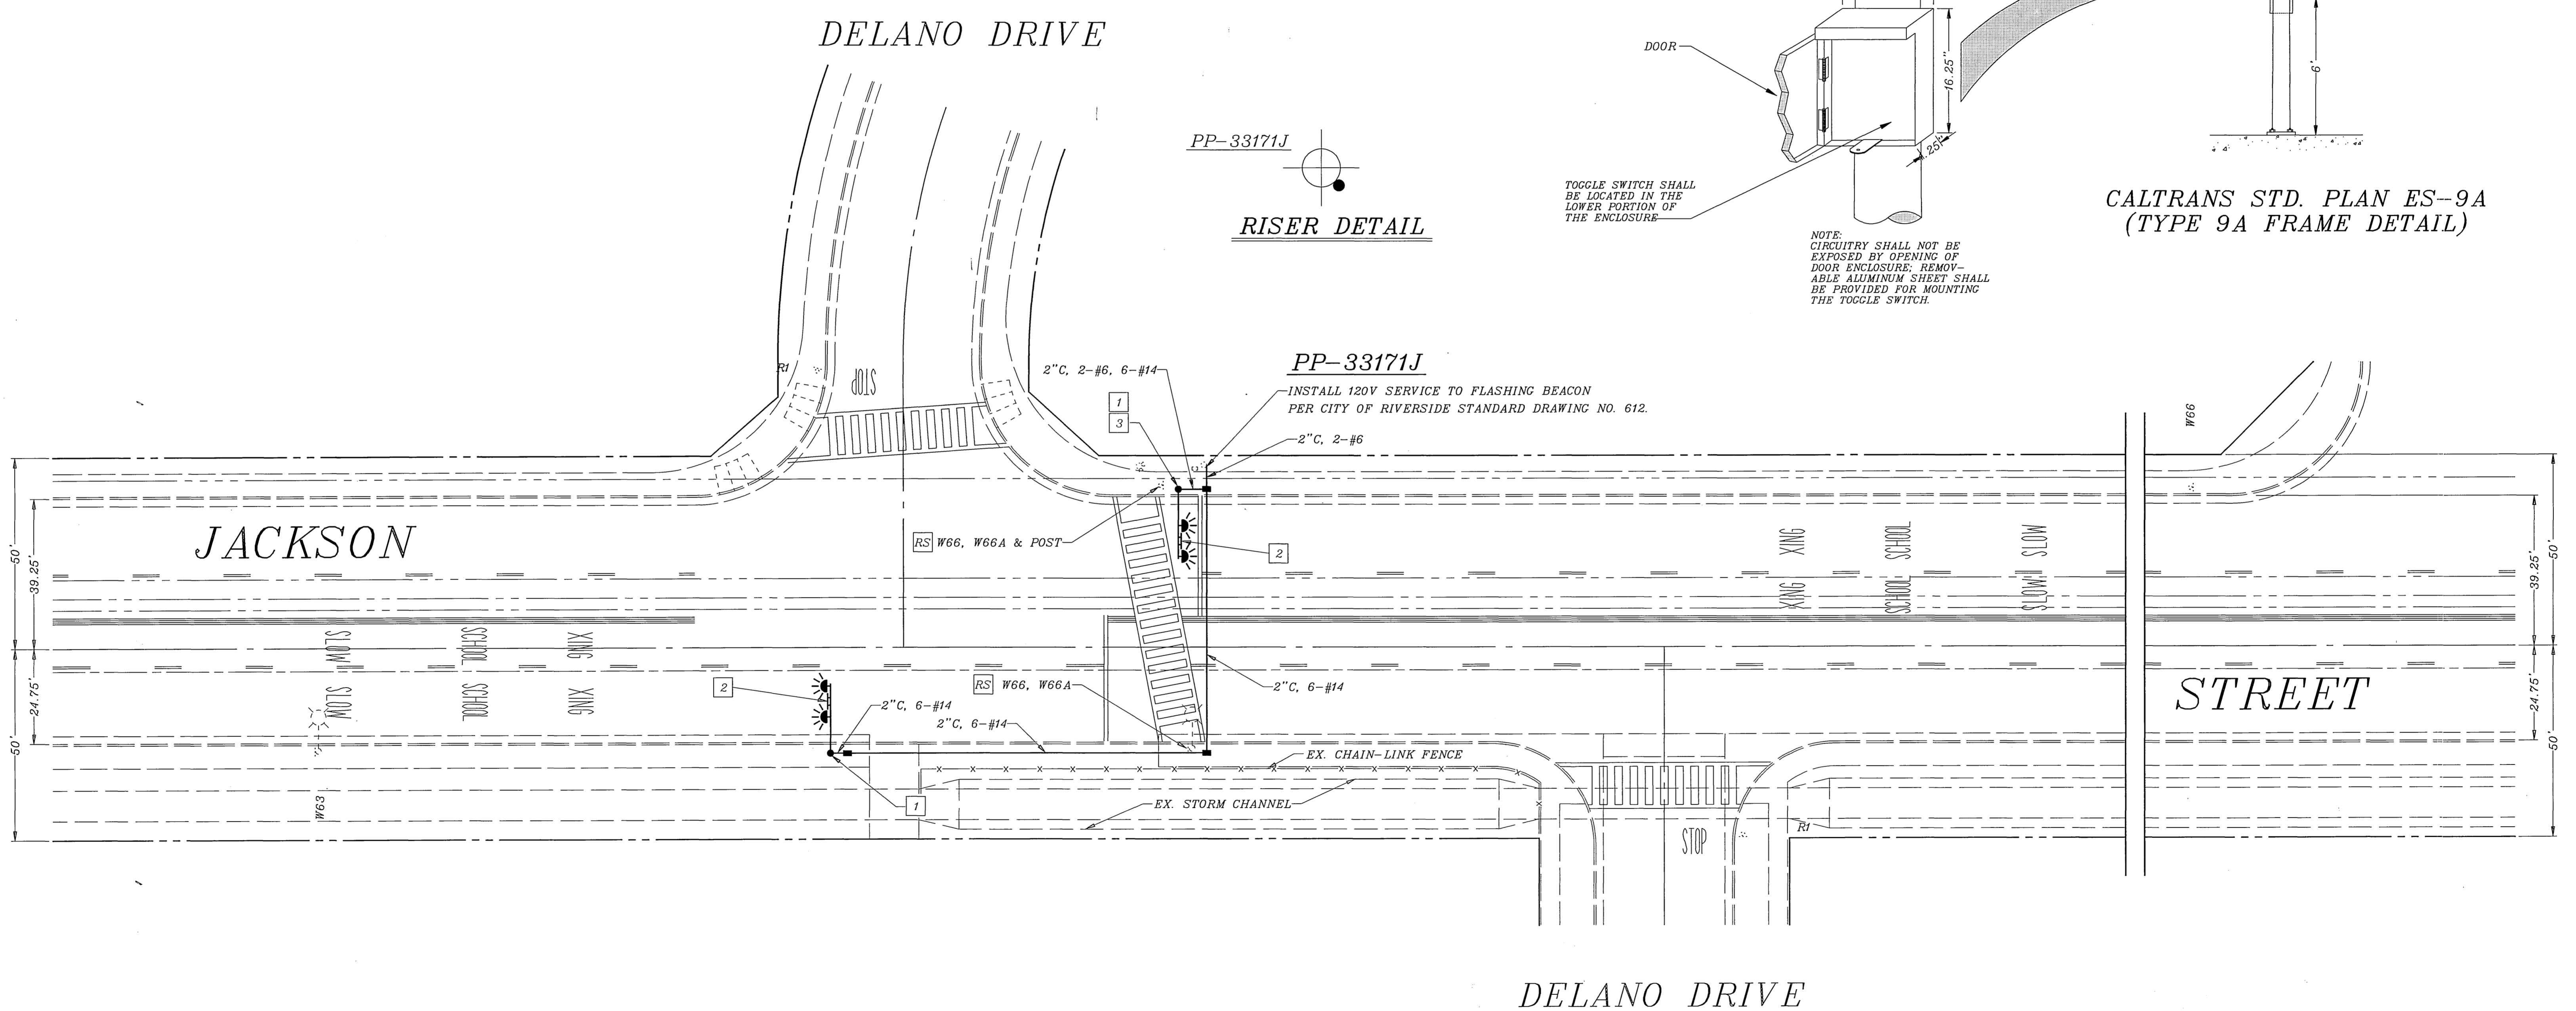 DELANO DRIVE
DOOR
16.25"
.25"
6'
PP-33171J
RISER DETAIL
TOGGLE SWITCH SHALL
BE LOCATED IN THE
LOWER PORTION OF
THE ENCLOSURE
CALTRANS STD. PLAN ES-9A
(TYPE 9A FRAME DETAIL)
NOTE:
CIRCUITRY SHALL NOT BE
EXPOSED BY OPENING OF
DOOR ENCLOSURE; REMOV-
ABLE ALUMINUM SHEET SHALL
BE PROVIDED FOR MOUNTING
THE TOGGLE SWITCH.
R1
STOP
2"C, 2-#6, 6-#14
PP-33171J
INSTALL 120V SERVICE TO FLASHING BEACON
PER CITY OF RIVERSIDE STANDARD DRAWING NO. 612.
1
3
2"C, 2-#6
W66
JACKSON
RS W66, W66A & POST
2
XING
SCHOOL
SLOW
XING
SCHOOL
SLOW
50'
39.25'
39.25'
50'
SLOW
SCHOOL
XING
SLOW
SCHOOL
XING
2
RS W66, W66A
2"C, 6-#14
2"C, 6-#14
2"C, 6-#14
STREET
24.75'
50'
24.75'
50'
EX. CHAIN-LINK FENCE
W63
1
EX. STORM CHANNEL
STOP
R1
DELANO DRIVE